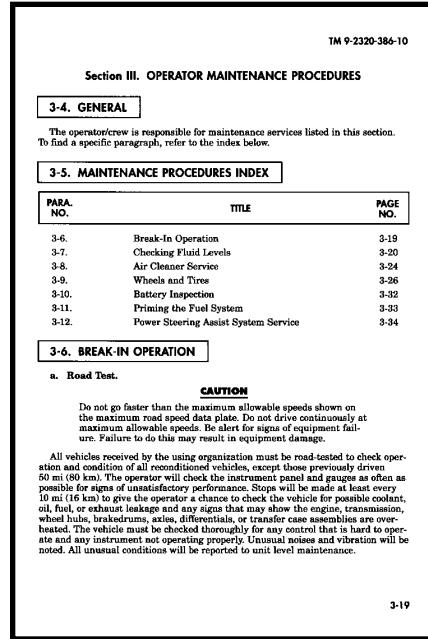 TM 9-2320-386-10
Section III. OPERATOR MAINTENANCE PROCEDURES
3-4. GENERAL
The operator/crew is responsible for maintenance services listed in this section.
To find a specific paragraph, refer to the index below.
3-5. MAINTENANCE PROCEDURES INDEX
PARA. NO. TITLE PAGE NO.
3-6. Break-In Operation 3-19
3-7. Checking Fluid Levels 3-20
3-8. Air Cleaner Service 3-24
3-9. Wheels and Tires 3-26
3-10. Battery Inspection 3-32
3-11. Priming the Fuel System 3-33
3-12. Power Steering Assist System Service 3-34
3-6. BREAK-IN OPERATION
a. Road Test.
CAUTION
Do not go faster than the maximum allowable speeds shown on
the maximum road speed data plate. Do not drive continuously at
maximum allowable speeds. Be alert for signs of equipment fail-
ure. Failure to do this may result in equipment damage.
All vehicles received by the using organization must be road-tested to check oper-
ation and condition of all reconditioned vehicles, except those previously driven
50 mi (80 km). The operator will check the instrument panel and gauges as often as
possible for signs of unsatisfactory performance. Stops will be made at least every
10 mi (16 km) to give the operator a chance to check the vehicle for possible coolant,
oil, fuel, or exhaust leakage and any signs that may show the engine, transmission,
wheel hubs, brakedrums, axles, differentials, or transfer case assemblies are over-
heated. The vehicle must be checked thoroughly for any control that is hard to oper-
ate and any instrument not operating properly. Unusual noises and vibration will be
noted. All unusual conditions will be reported to unit level maintenance.
3-19